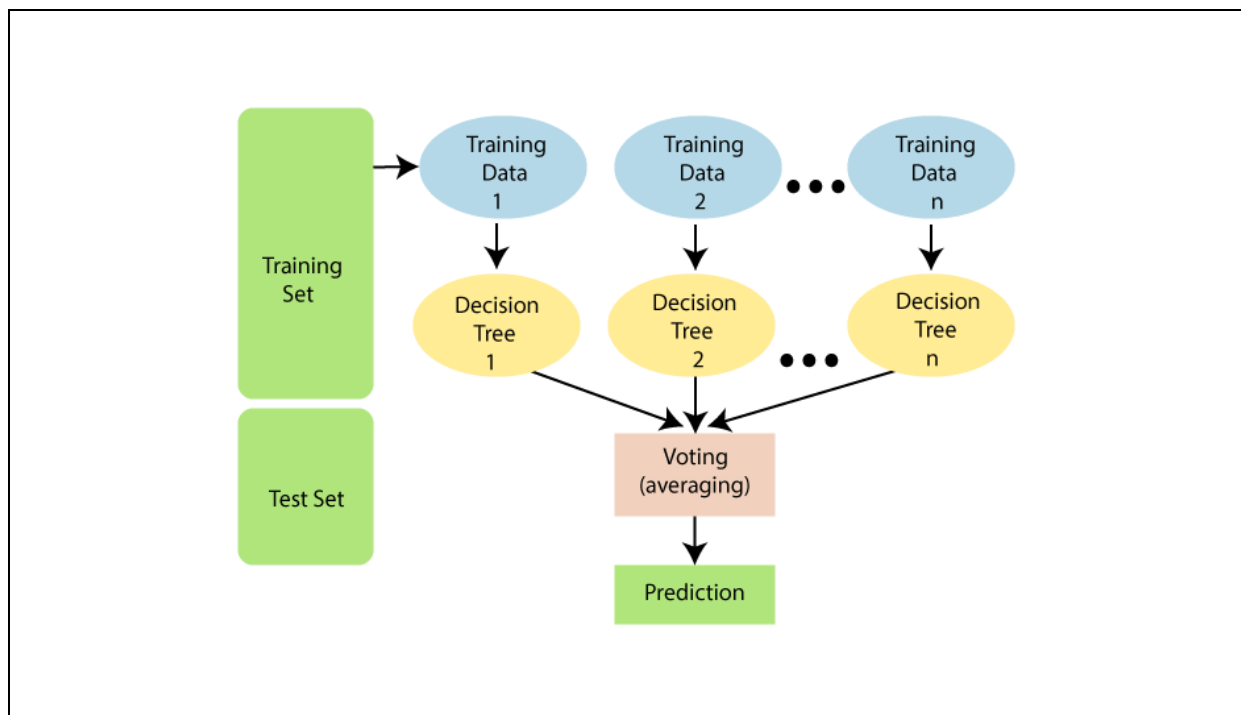 Training
Data
1
Training
Data
2
Training
Data
n
Training
Set
Decision
Tree
1
Decision
Tree
2
Decision
Tree
n
Test Set
Voting
(averaging)
Prediction